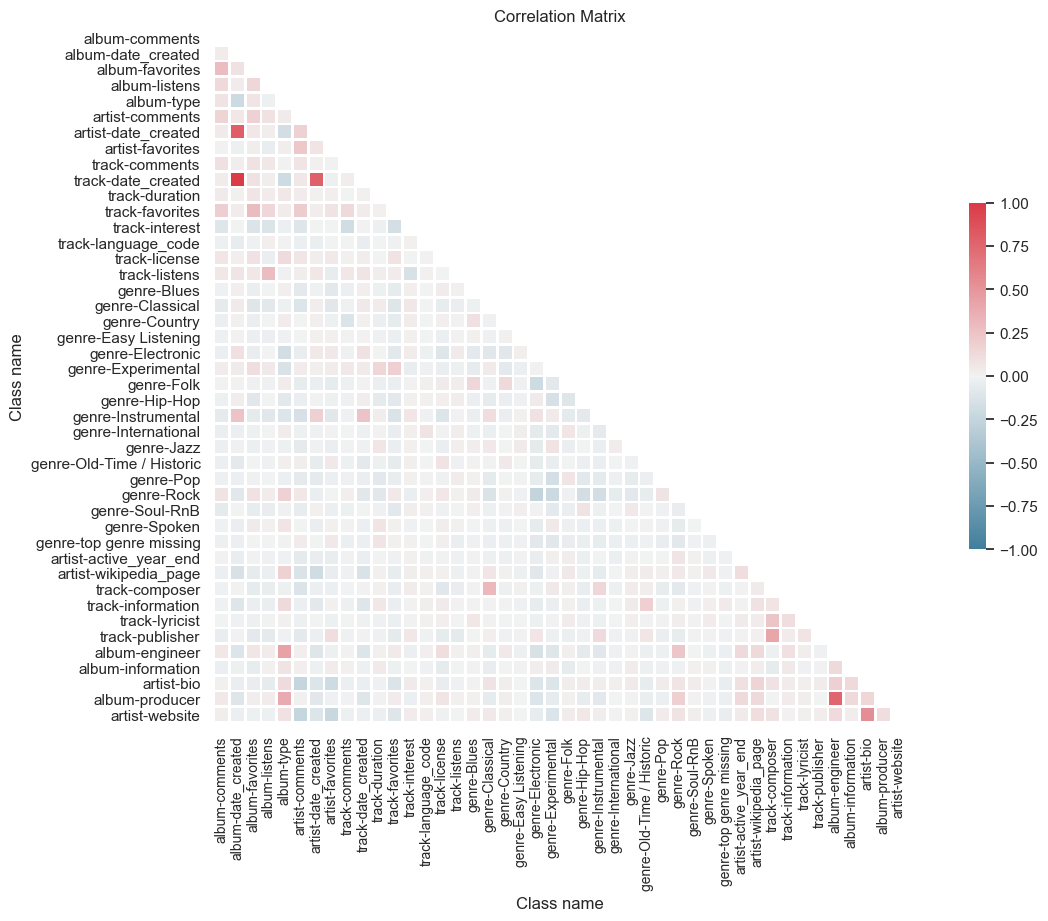 Correlation Matrix
Class name
album-comments
album-date_created
album-favorites
album-listens
album-type
artist-comments
artist-date_created
artist-favorites
track-comments
track-date_created
track-duration
track-favorites
track-interest
track-language_code
track-license
track-listens
genre-Blues
genre-Classical
genre-Country
genre-Easy Listening
genre-Electronic
genre-Experimental
genre-Folk
genre-Hip-Hop
genre-Instrumental
genre-International
genre-Jazz
genre-Old-Time / Historic
genre-Pop
genre-Rock
genre-Soul-RnB
genre-Spoken
genre-top genre missing
artist-active_year_end
artist-wikipedia_page
track-composer
track-information
track-lyricist
track-publisher
album-engineer
album-information
artist-bio
album-producer
artist-website
album-comments
album-date_created
album-favorites
album-listens
album-type
artist-comments
artist-date_created
artist-favorites
track-comments
track-date_created
track-duration
track-favorites
track-interest
track-language_code
track-license
track-listens
genre-Blues
genre-Classical
genre-Country
genre-Easy Listening
genre-Electronic
genre-Experimental
genre-Folk
genre-Hip-Hop
genre-Instrumental
genre-International
genre-Jazz
genre-Old-Time / Historic
genre-Pop
genre-Rock
genre-Soul-RnB
genre-Spoken
genre-top genre missing
artist-active_year_end
artist-wikipedia_page
track-composer
track-information
track-lyricist
track-publisher
album-engineer
album-information
artist-bio
album-producer
artist-website
Class name
1.00
0.75
0.50
0.25
0.00
−0.25
−0.50
−0.75
−1.00